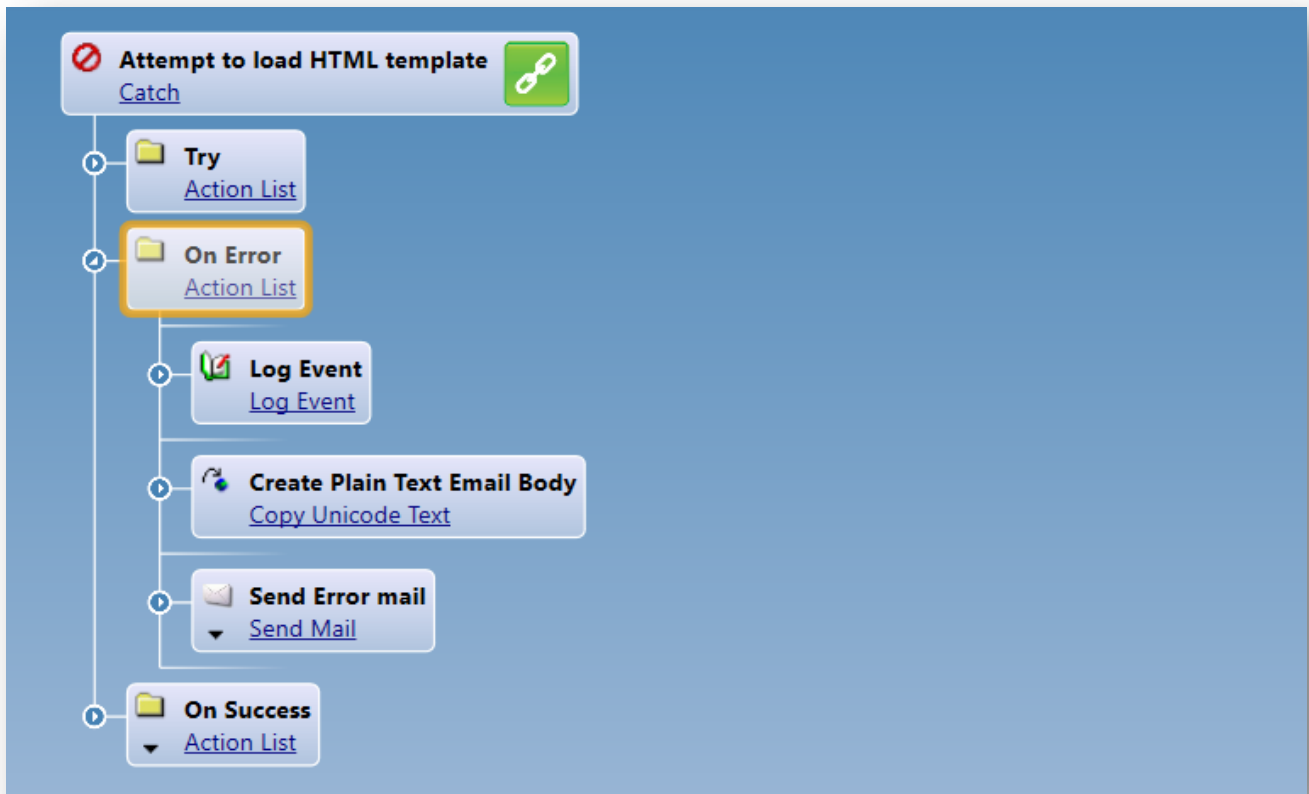 Attempt to load HTML template
Catch
Try
Action List
On Error
Action List
Log Event
Log Event
Create Plain Text Email Body
Copy Unicode Text
Send Error mail
Send Mail
On Success
Action List